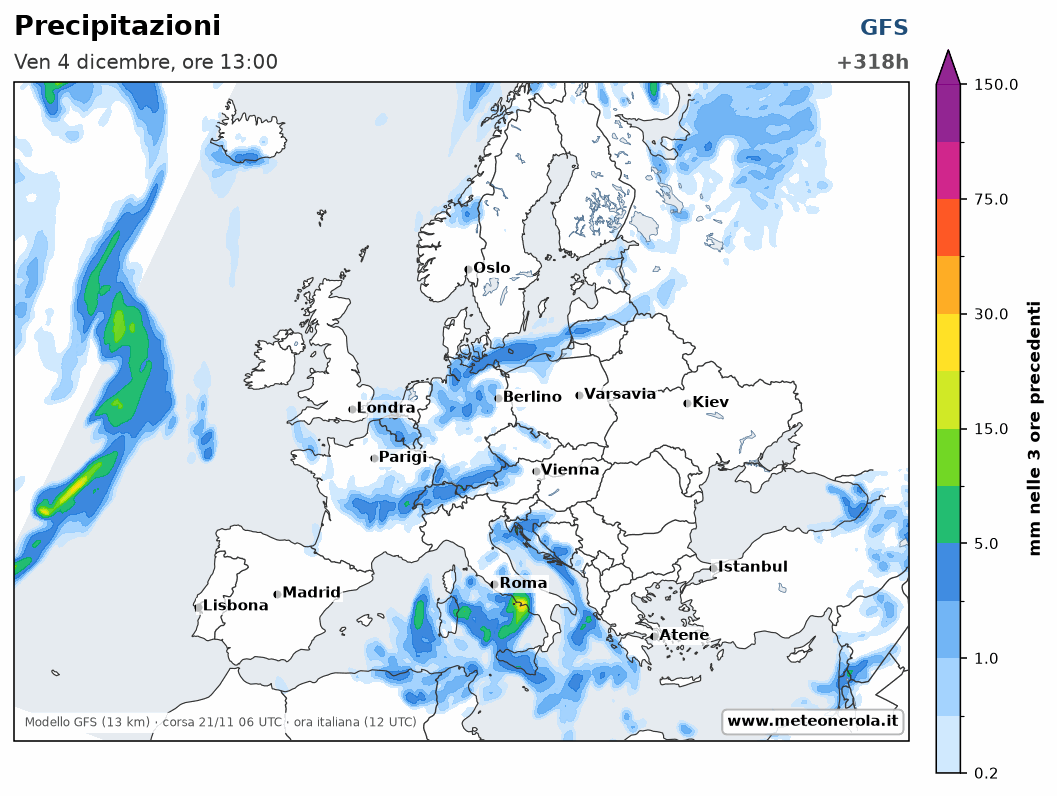 Precipitazioni
GFS
Ven 4 dicembre, ore 13:00
+318h
150.0
75.0
30.0
15.0
5.0
1.0
0.2
mm nelle 3 ore precedenti
Oslo
Berlino
Varsavia
Kiev
Londra
Parigi
Vienna
Istanbul
Roma
Madrid
Lisbona
Atene
Modello GFS (13 km) · corsa 21/11 06 UTC · ora italiana (12 UTC)
www.meteonerola.it